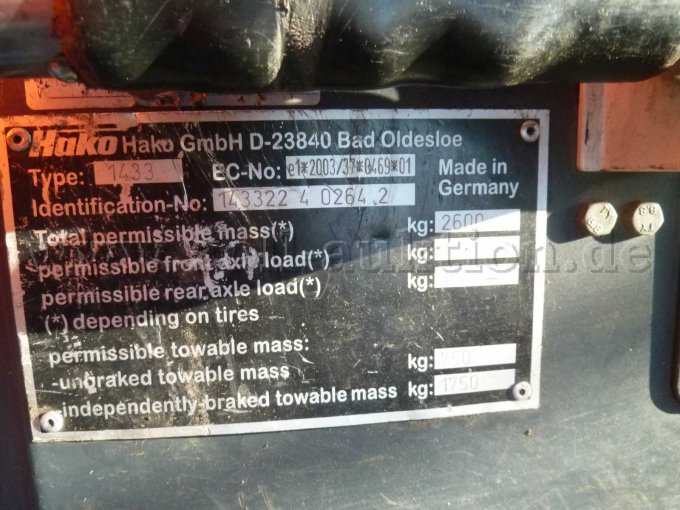 Hako Hako GmbH D-23840 Bad Oldesloe
Type: 1433 EC-No: e1*2003/37*0469*01 Made in Germany
Identification-No: 143322 4 0264 2
Total permissible mass(*) kg: 2600
-permissible front axle load(*) kg:
permissible rear axle load(*) kg:
(*) depending on tires
permissible towable mass:
-unbraked towable mass kg: 750
-independently-braked towable mass kg: 1750